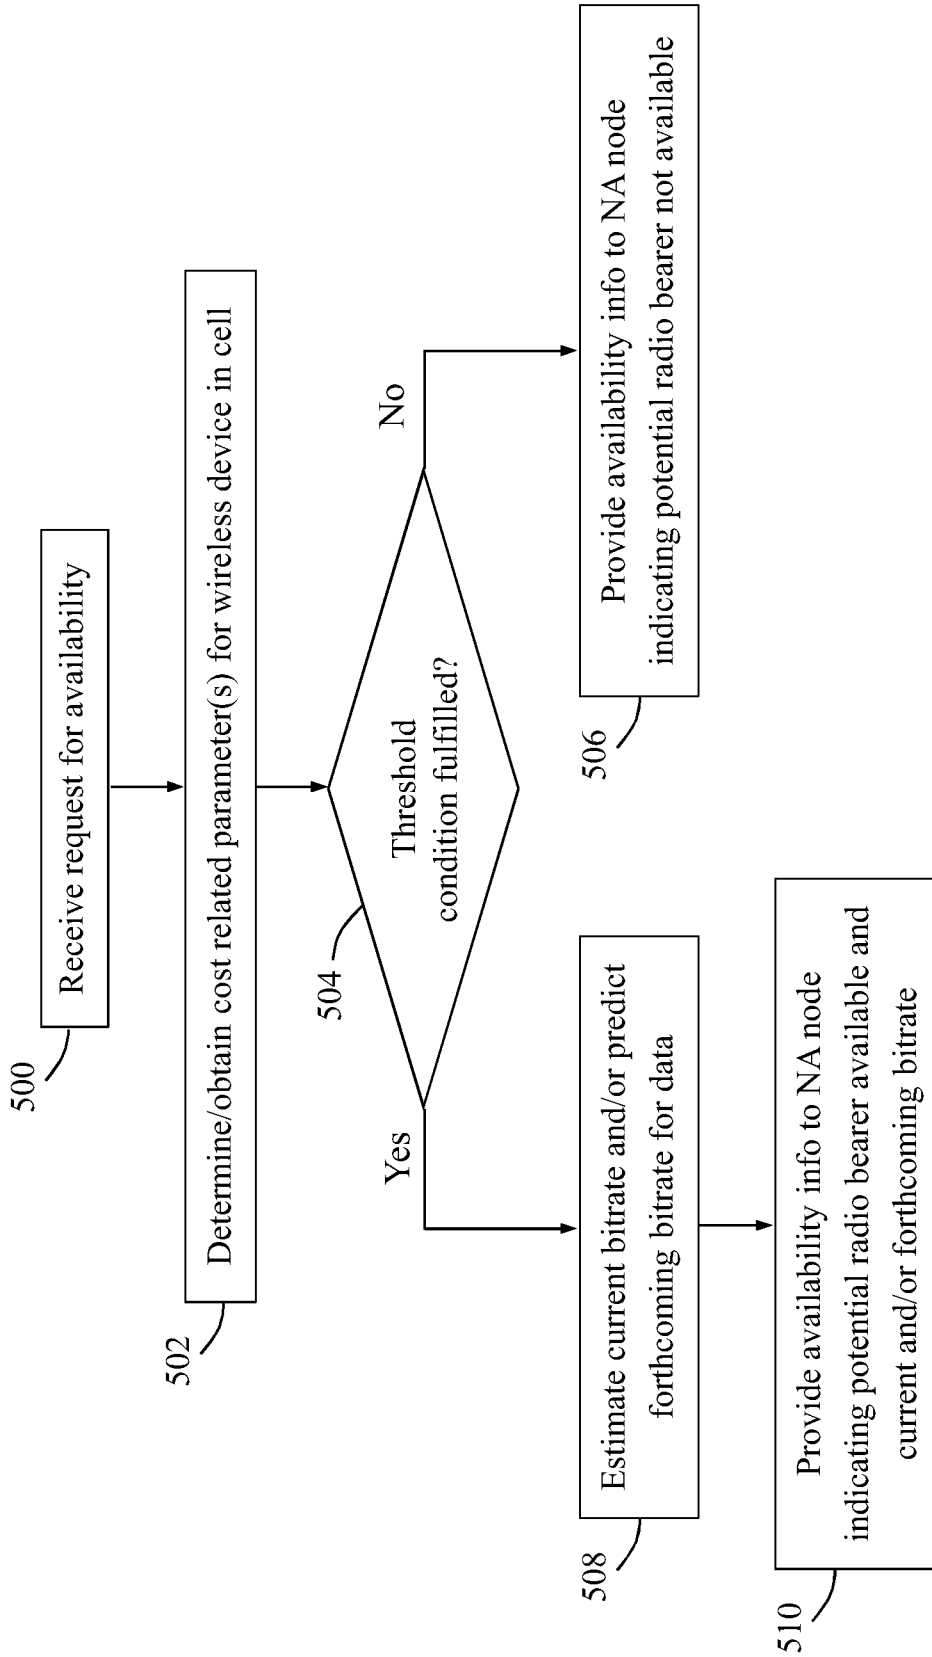 500
Receive request for availability
502
Determine/obtain cost related parameter(s) for wireless device in cell
504
Threshold
condition fulfilled?
Yes
No
508
Estimate current bitrate and/or predict
forthcoming bitrate for data
506
Provide availability info to NA node
indicating potential radio bearer not available
510
Provide availability info to NA node
indicating potential radio bearer available and
current and/or forthcoming bitrate